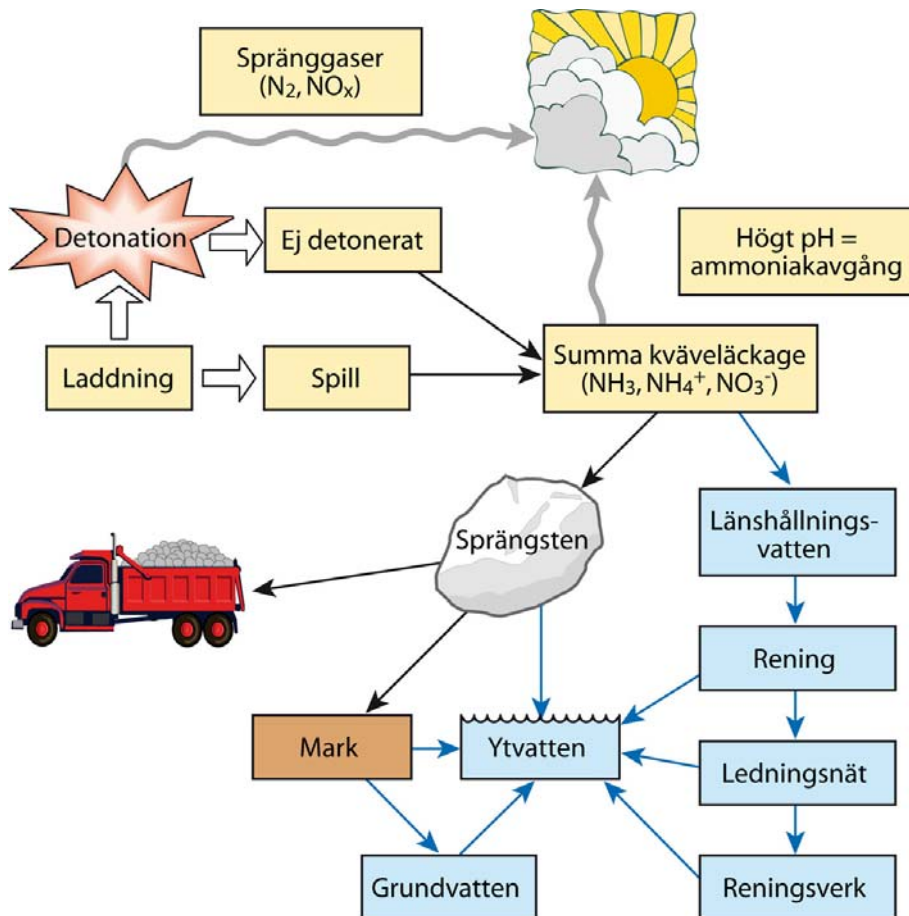 Spränggaser
(N₂, NOₓ)
Detonation
Ej detonerat
Högt pH =
ammoniakavgång
Laddning
Spill
Summa kväveläckage
(NH₃, NH₄⁺, NO₃⁻)
Sprängsten
Länshållnings-
vatten
Rening
Mark
Ytvatten
Ledningsnät
Grundvatten
Reningsverk